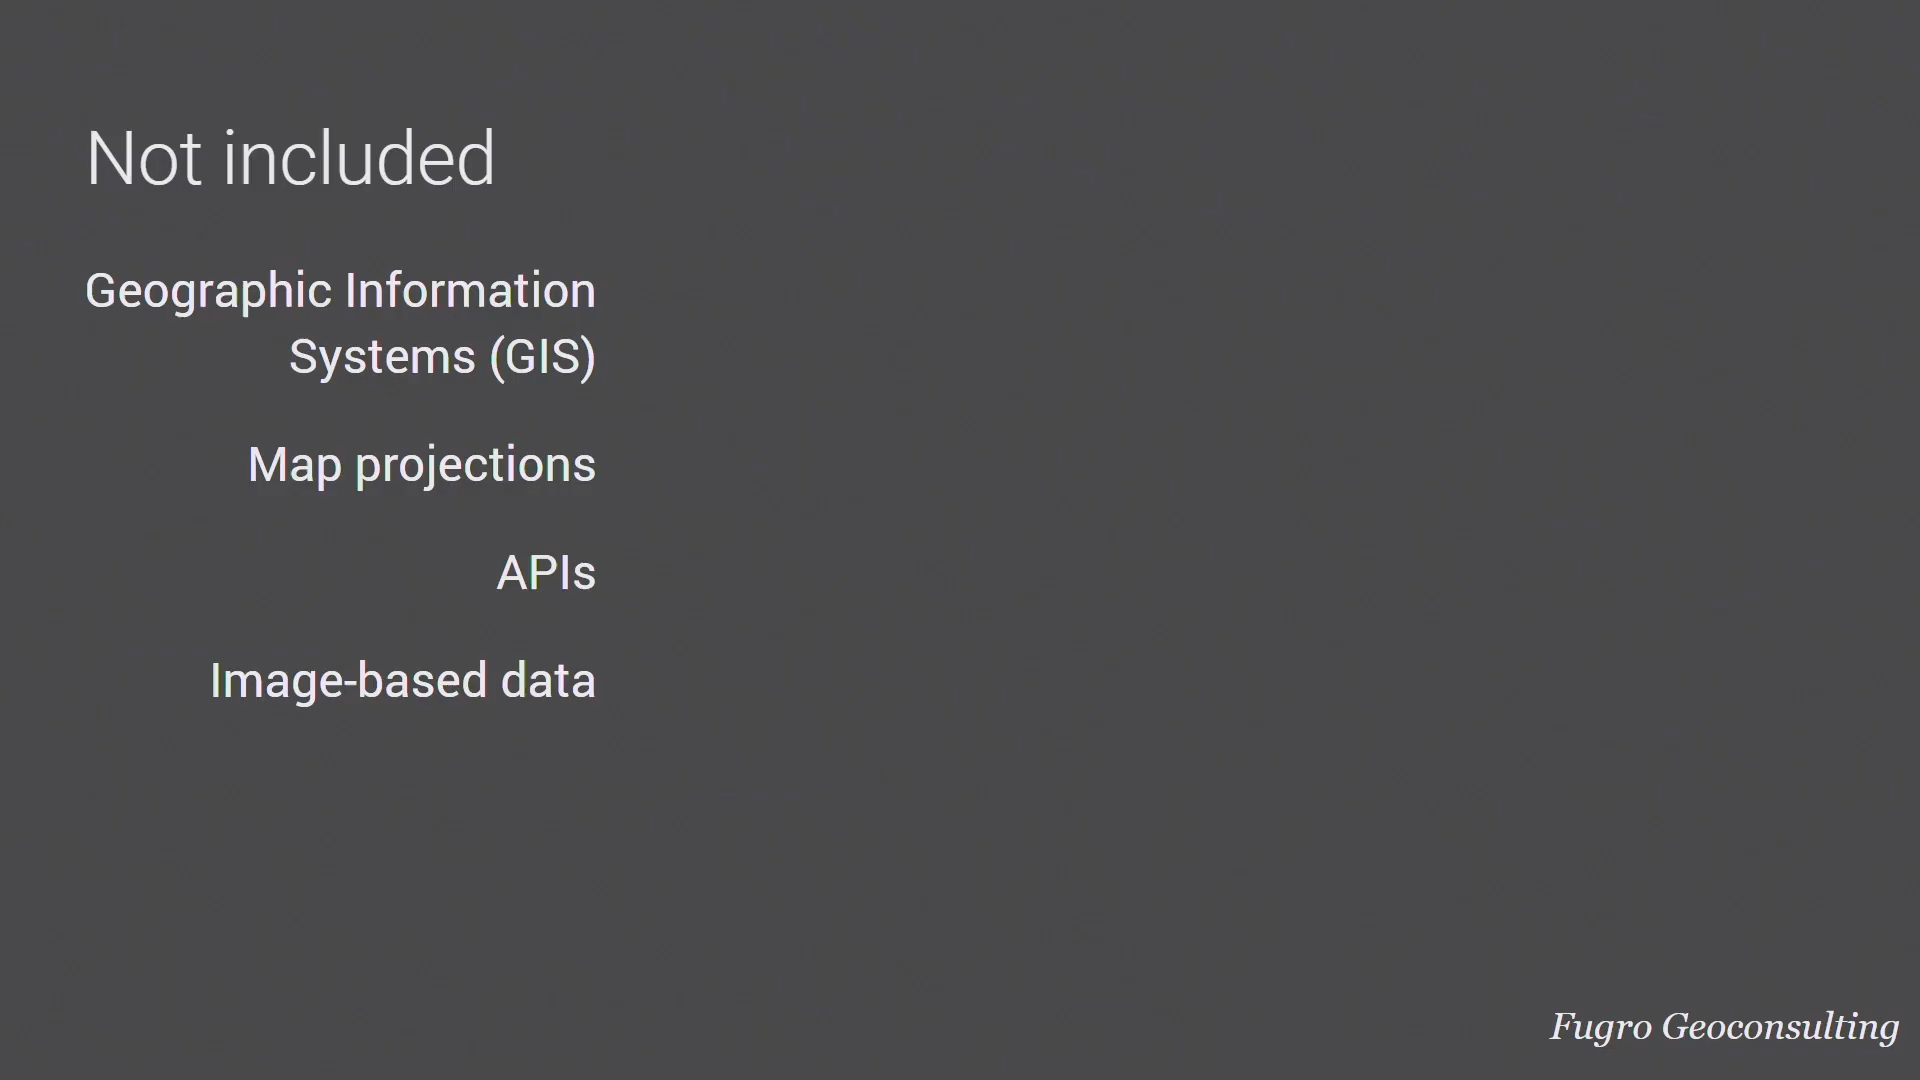 Not included
Geographic Information
Systems (GIS)
Map projections
APIs
Image-based data
Fugro Geoconsulting